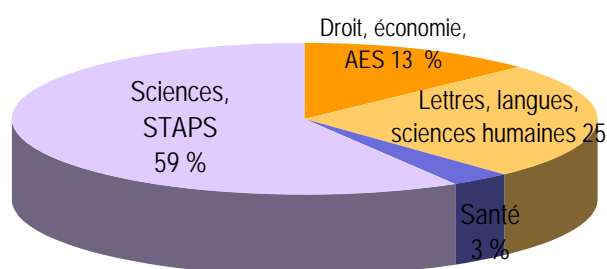 Droit, économie,
AES 13 %
Lettres, langues,
sciences humaines 25
Sciences,
STAPS
59 %
Santé
3 %